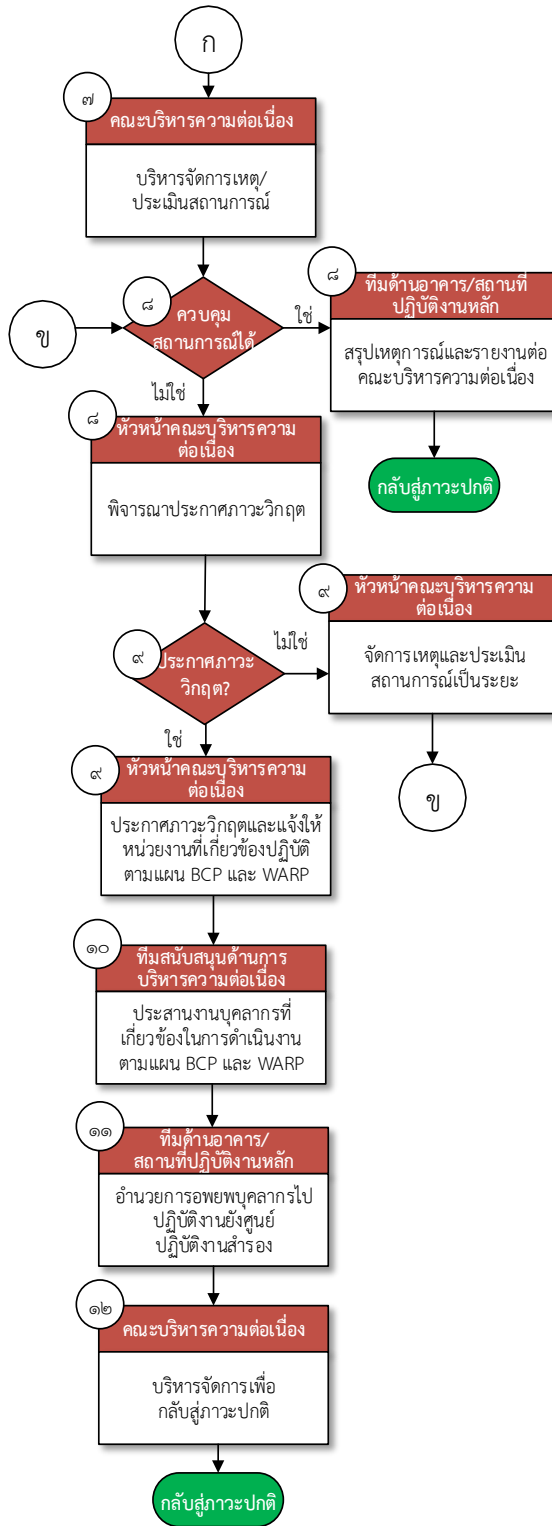 ก
๗
คณะบริหารความต่อเนื่อง
บริหารจัดการเหตุ/
ประเมินสถานการณ์
๘
ควบคุม
สถานการณ์ได้
ข
ใช่
๘
ทีมด้านอาคาร/สถานที่
ปฏิบัติงานหลัก
สรุปเหตุการณ์และรายงานต่อ
คณะบริหารความต่อเนื่อง
กลับสู่ภาวะปกติ
ไม่ใช่
๘
หัวหน้าคณะบริหารความ
ต่อเนื่อง
พิจารณาประกาศภาวะวิกฤต
๙
ประกาศภาวะ
วิกฤต?
ไม่ใช่
๙
หัวหน้าคณะบริหารความ
ต่อเนื่อง
จัดการเหตุและประเมิน
สถานการณ์เป็นระยะ
ข
ใช่
๙
หัวหน้าคณะบริหารความ
ต่อเนื่อง
ประกาศภาวะวิกฤตและแจ้งให้
หน่วยงานที่เกี่ยวข้องปฏิบัติ
ตามแผน BCP และ WARP
๑๐
ทีมสนับสนุนด้านการ
บริหารความต่อเนื่อง
ประสานงานบุคลากรที่
เกี่ยวข้องในการดำเนินงาน
ตามแผน BCP และ WARP
๑๑
ทีมด้านอาคาร/
สถานที่ปฏิบัติงานหลัก
อำนวยการอพยพบุคลากรไป
ปฏิบัติงานยังศูนย์
ปฏิบัติงานสำรอง
๑๒
คณะบริหารความต่อเนื่อง
บริหารจัดการเพื่อ
กลับสู่ภาวะปกติ
กลับสู่ภาวะปกติ